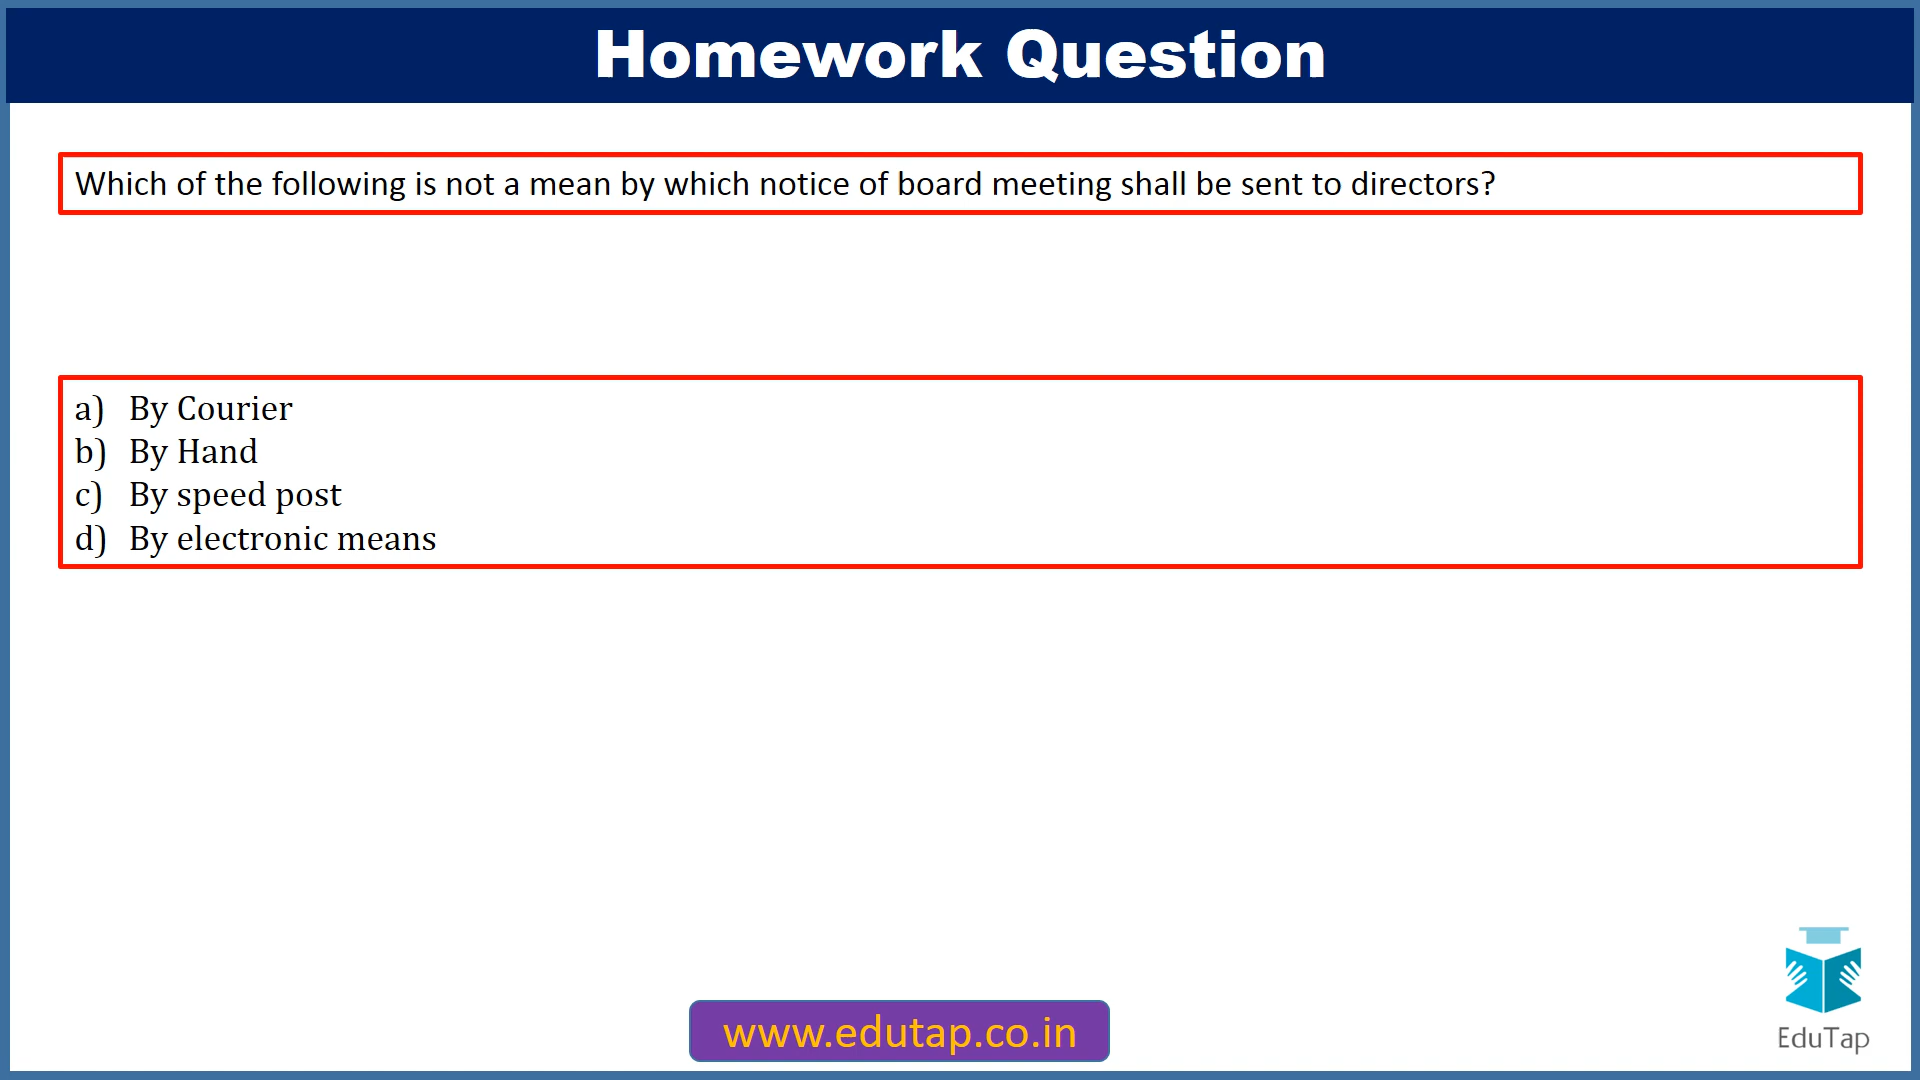 Homework Question
Which of the following is not a mean by which notice of board meeting shall be sent to directors?
a) By Courier
b) By Hand
c) By speed post
d) By electronic means
www.edutap.co.in
EduTap